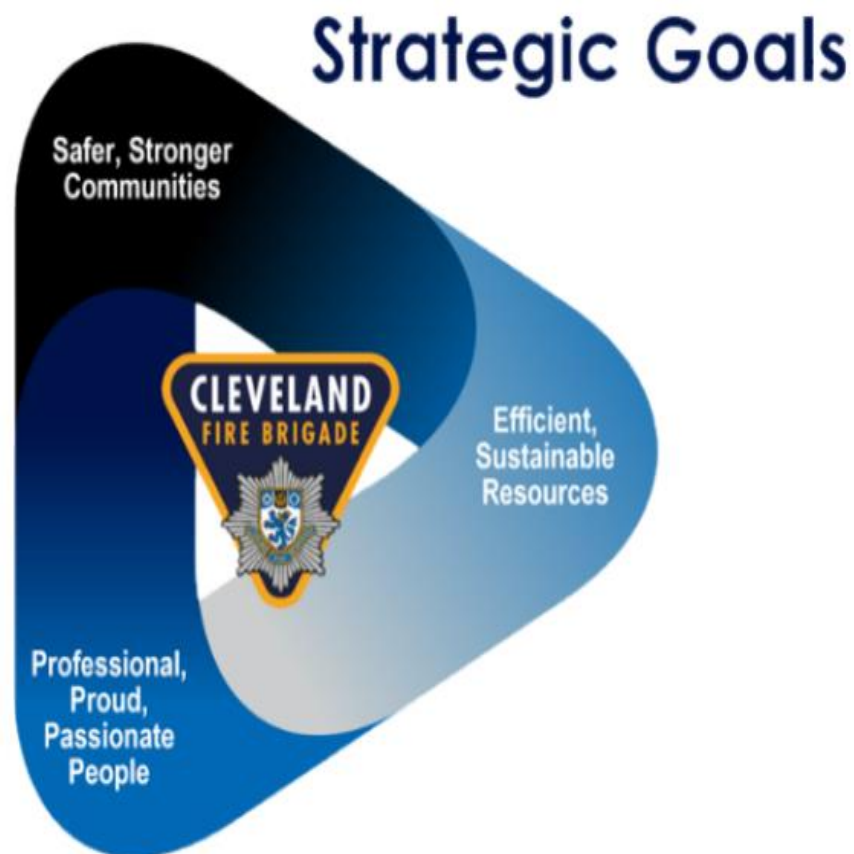 Strategic Goals
Safer, Stronger
Communities
CLEVELAND
FIRE BRIGADE
Efficient,
Sustainable
Resources
Professional,
Proud,
Passionate
People